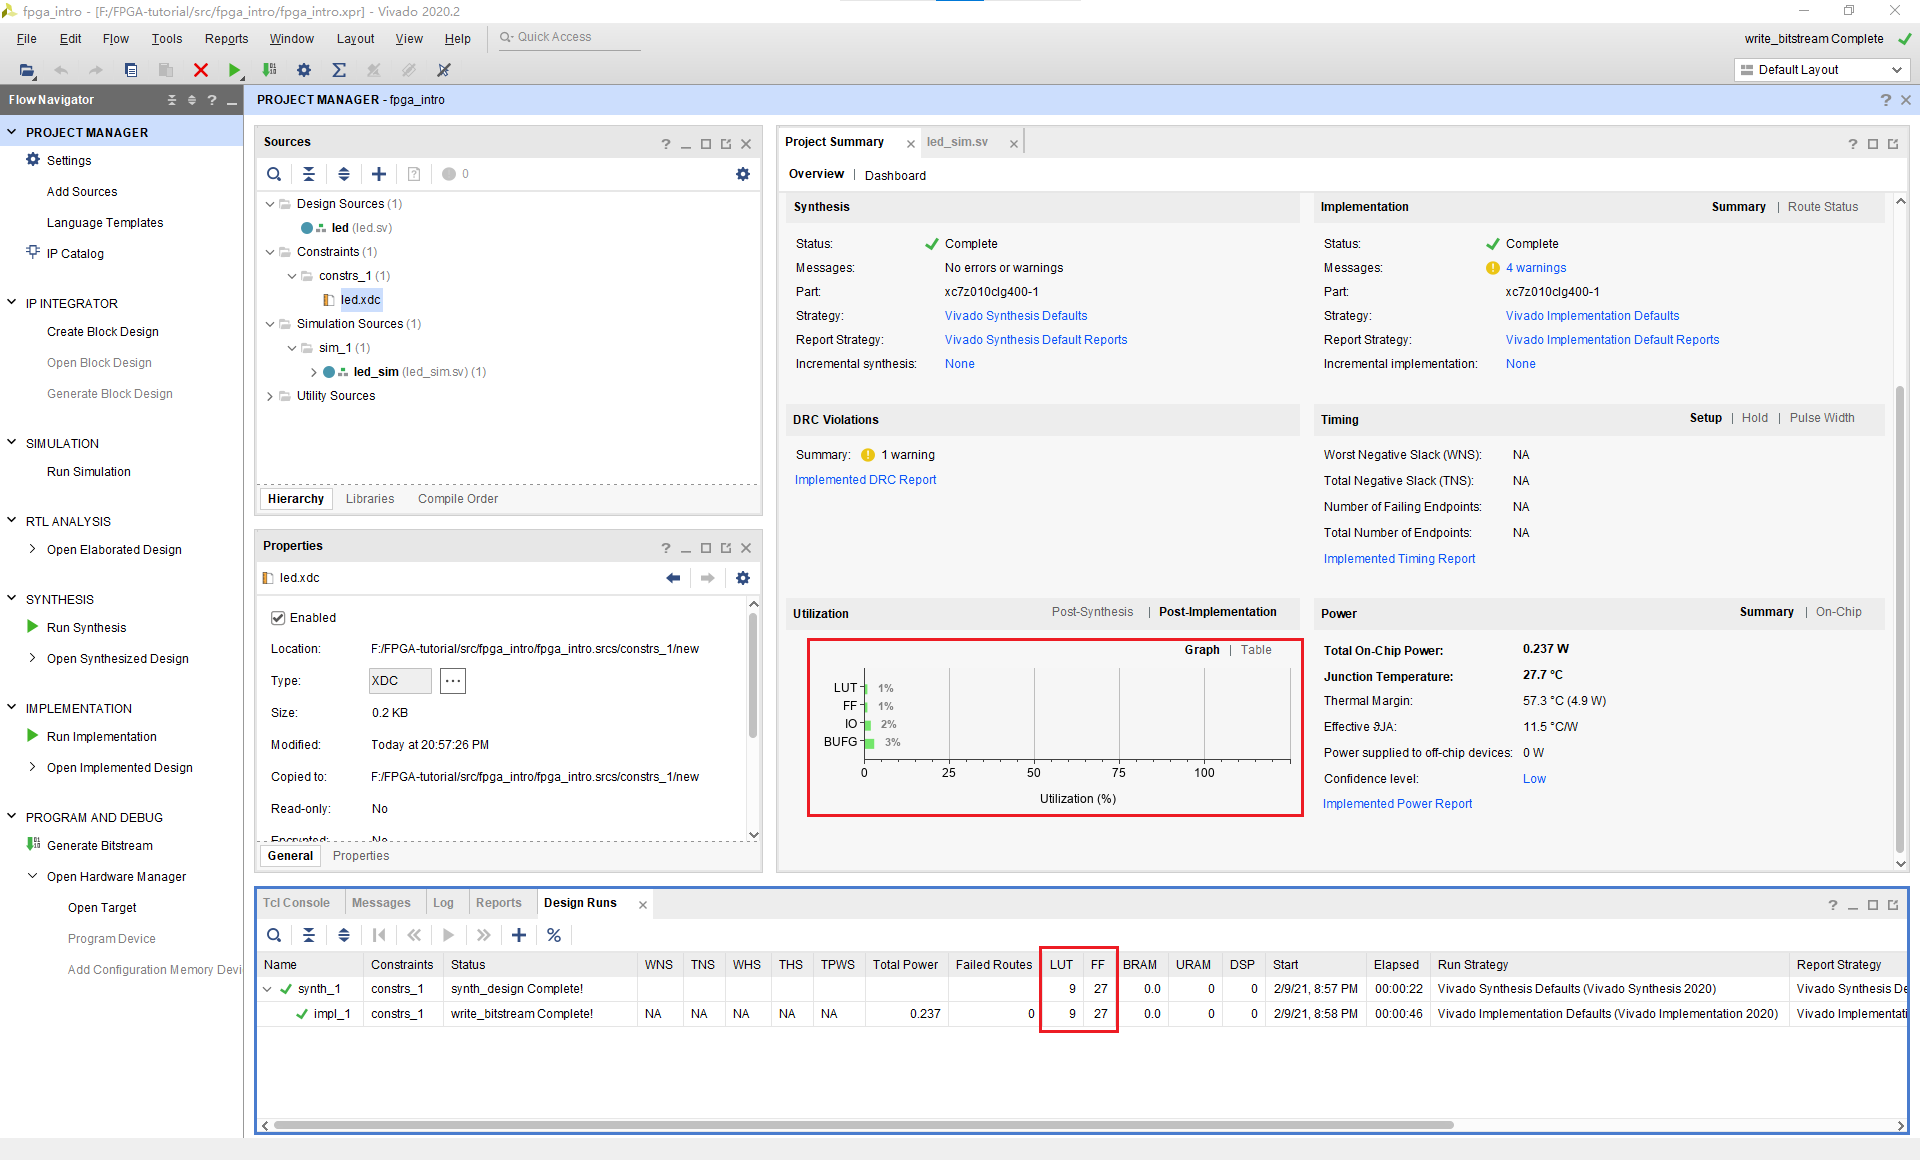 fpga_intro - [F:/FPGA-tutorial/src/fpga_intro/fpga_intro.xpr] - Vivado 2020.2
File Edit Flow Tools Reports Window Layout View Help Quick Access
write_bitstream Complete
Default Layout
Flow Navigator
PROJECT MANAGER
Settings
Add Sources
Language Templates
IP Catalog
IP INTEGRATOR
Create Block Design
Open Block Design
Generate Block Design
SIMULATION
Run Simulation
RTL ANALYSIS
Open Elaborated Design
SYNTHESIS
Run Synthesis
Open Synthesized Design
IMPLEMENTATION
Run Implementation
Open Implemented Design
PROGRAM AND DEBUG
Generate Bitstream
Open Hardware Manager
Open Target
Program Device
Add Configuration Memory Devi
PROJECT MANAGER - fpga_intro
Sources
0
Design Sources (1)
led (led.sv)
Constraints (1)
constrs_1 (1)
led.xdc
Simulation Sources (1)
sim_1 (1)
led_sim (led_sim.sv) (1)
Utility Sources
Hierarchy Libraries Compile Order
Properties
led.xdc
Enabled
Location: F:/FPGA-tutorial/src/fpga_intro/fpga_intro.srcs/constrs_1/new
Type: XDC ...
Size: 0.2 KB
Modified: Today at 20:57:26 PM
Copied to: F:/FPGA-tutorial/src/fpga_intro/fpga_intro.srcs/constrs_1/new
Read-only: No
Encrypted: No
General Properties
Project Summary led_sim.sv
Overview | Dashboard
Synthesis
Status: Complete
Messages: No errors or warnings
Part: xc7z010clg400-1
Strategy: Vivado Synthesis Defaults
Report Strategy: Vivado Synthesis Default Reports
Incremental synthesis: None
Implementation Summary | Route Status
Status: Complete
Messages: 4 warnings
Part: xc7z010clg400-1
Strategy: Vivado Implementation Defaults
Report Strategy: Vivado Implementation Default Reports
Incremental implementation: None
DRC Violations
Summary: 1 warning
Implemented DRC Report
Timing Setup | Hold | Pulse Width
Worst Negative Slack (WNS): NA
Total Negative Slack (TNS): NA
Number of Failing Endpoints: NA
Total Number of Endpoints: NA
Implemented Timing Report
Utilization Post-Synthesis | Post-Implementation
Graph | Table
LUT 1%
FF 1%
IO 2%
BUFG 3%
0 25 50 75 100
Utilization (%)
Power Summary | On-Chip
Total On-Chip Power: 0.237 W
Junction Temperature: 27.7 °C
Thermal Margin: 57.3 °C (4.9 W)
Effective ϑJA: 11.5 °C/W
Power supplied to off-chip devices: 0 W
Confidence level: Low
Implemented Power Report
Tcl Console Messages Log Reports Design Runs
Name Constraints Status WNS TNS WHS THS TPWS Total Power Failed Routes LUT FF BRAM URAM DSP Start Elapsed Run Strategy Report Strategy
synth_1 constrs_1 synth_design Complete! 9 27 0.0 0 0 2/9/21, 8:57 PM 00:00:22 Vivado Synthesis Defaults (Vivado Synthesis 2020) Vivado Synthesis De
impl_1 constrs_1 write_bitstream Complete! NA NA NA NA NA 0.237 0 9 27 0.0 0 0 2/9/21, 8:58 PM 00:00:46 Vivado Implementation Defaults (Vivado Implementation 2020) Vivado Implementati